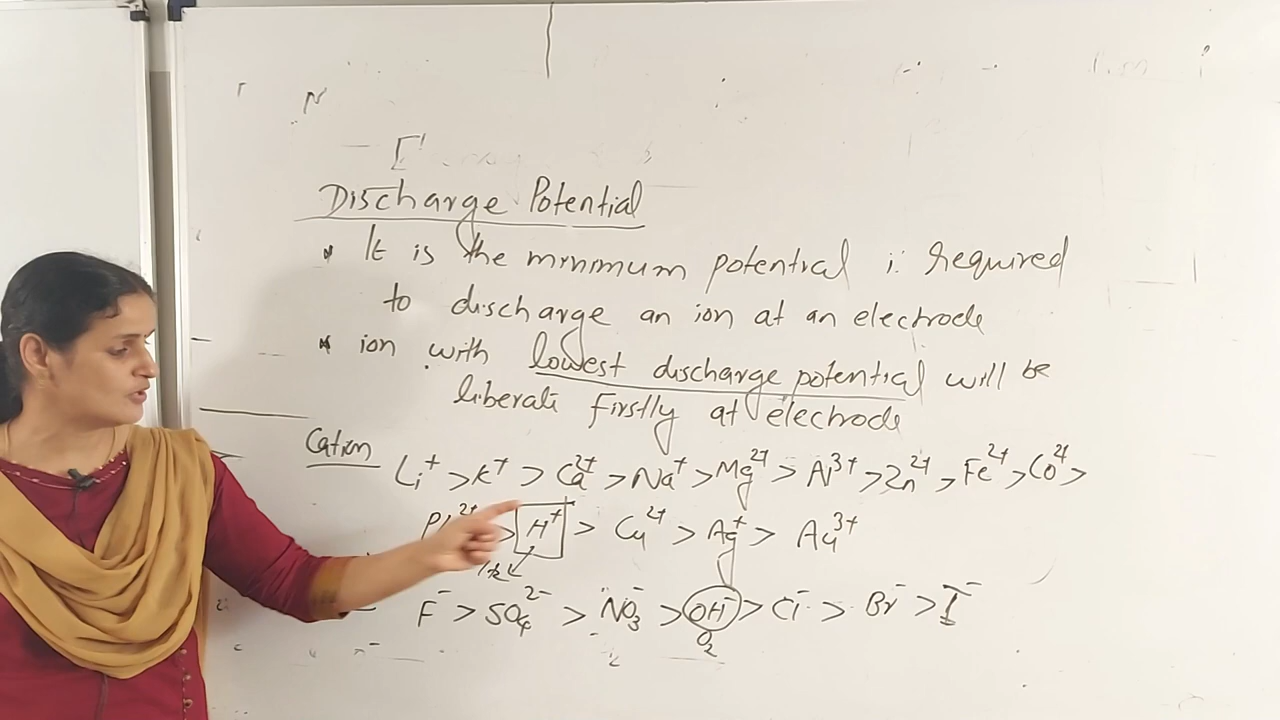 Discharge Potential
* It is the minimum potential i. required
to discharge an ion at an electrode
* ion with lowest discharge potential will be
liberate firstly at electrode
Cation
Li⁺ > K⁺ > Ca²⁺ > Na⁺ > Mg²⁺ > Al³⁺ > Zn²⁺ > Fe²⁺ > Co²⁺ >
> H⁺ > Cu²⁺ > Ag⁺ > Au³⁺
F⁻ > SO₄²⁻ > NO₃⁻ > OH⁻ > Cl⁻ > Br⁻ > I⁻
O₂